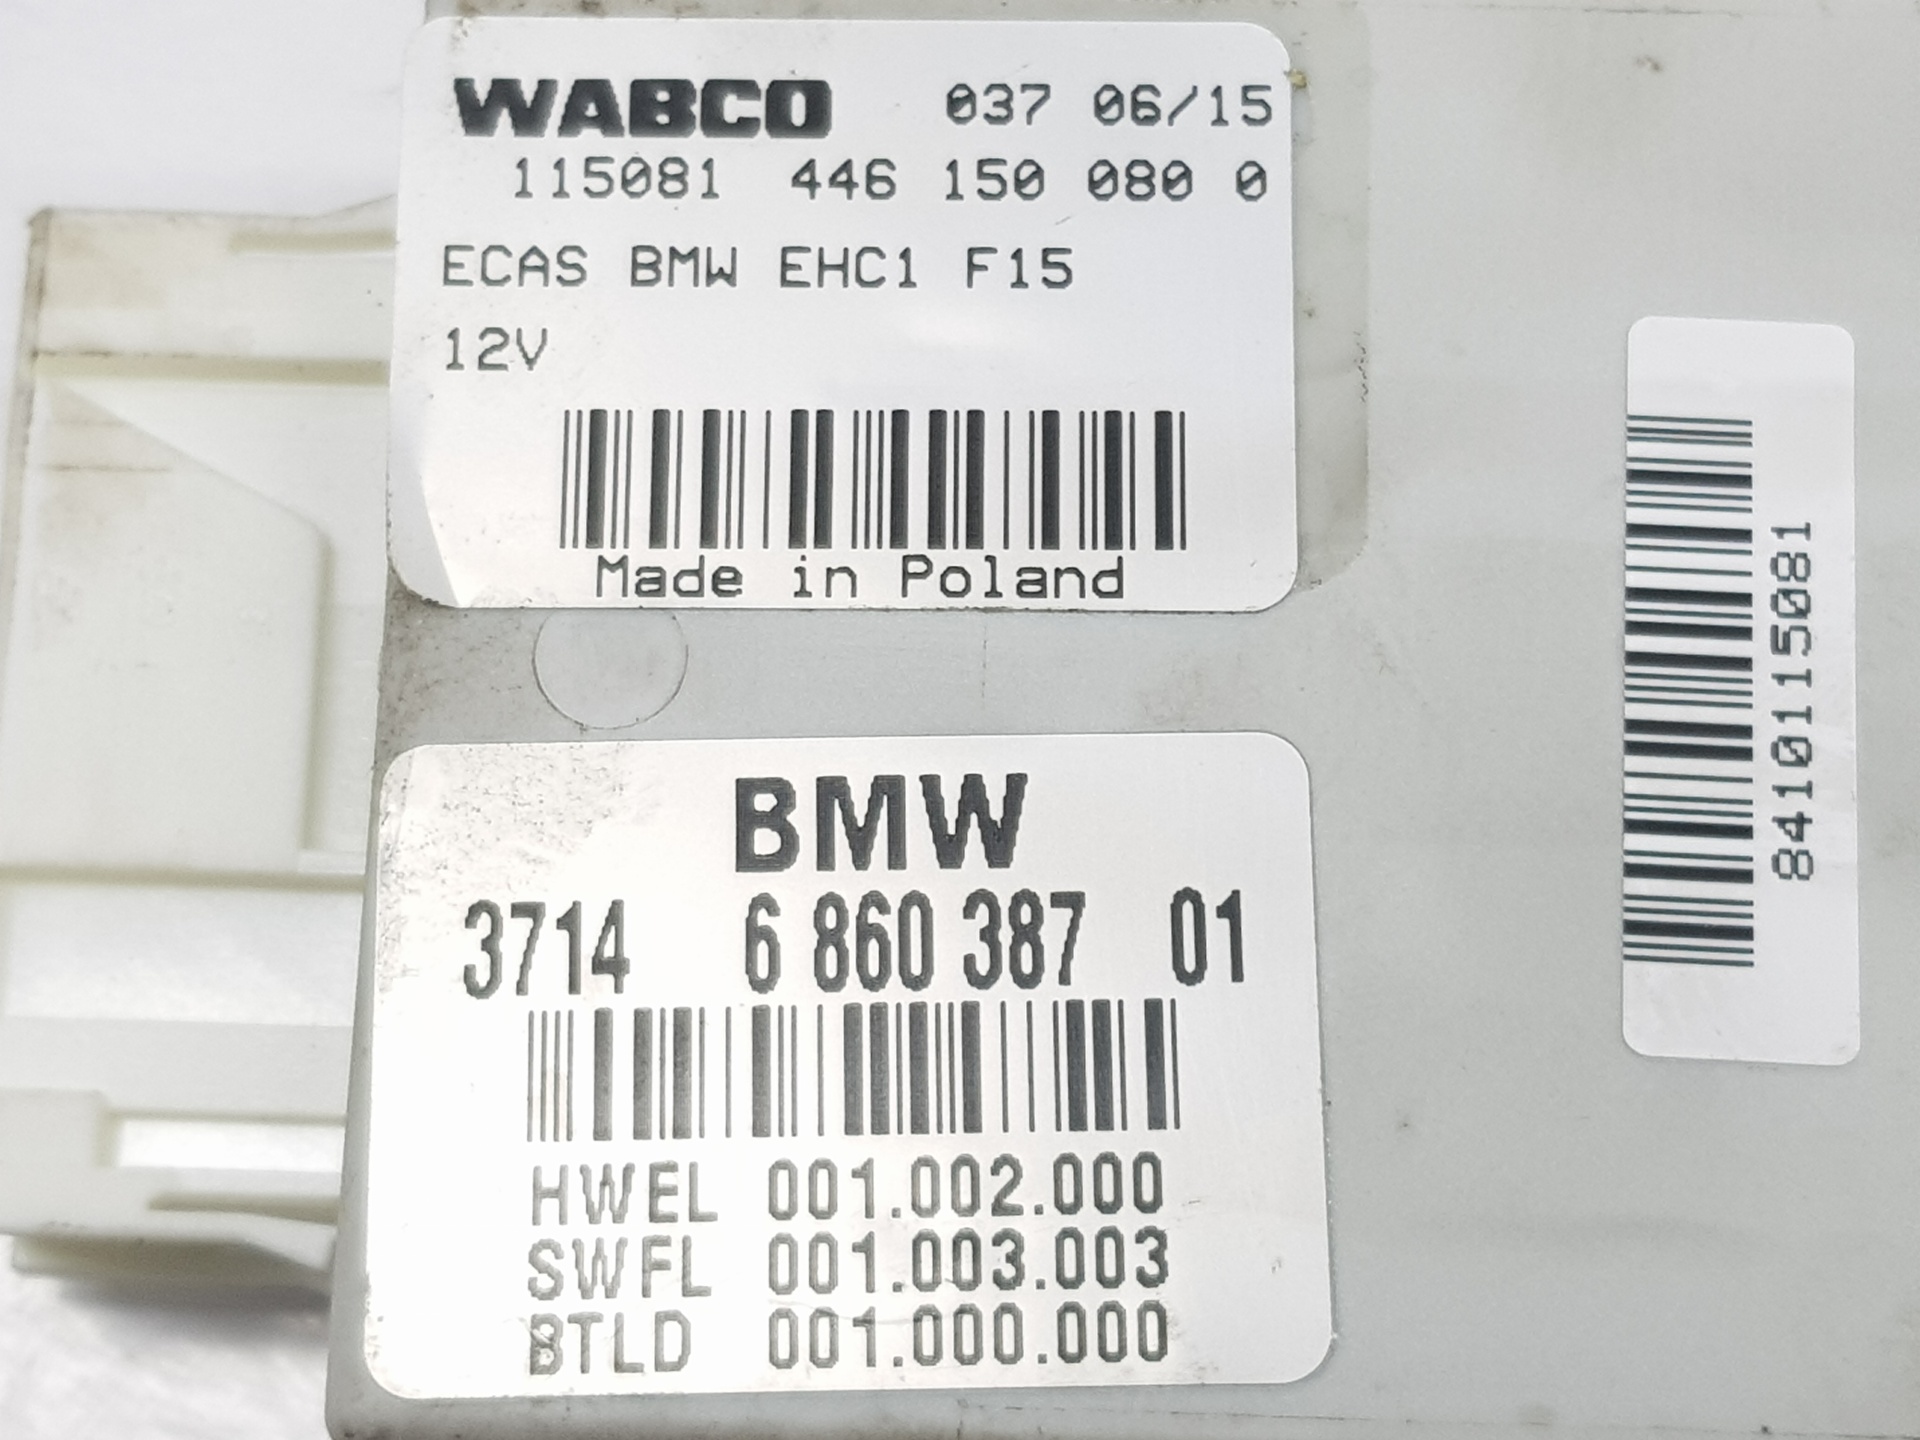 WABCO 037 06/15
115081 446 150 080 0
ECAS BMW EHC1 F15
12V
Made in Poland
BMW
3714 6 860 387 01
HWEL 001.002.000
SWFL 001.003.003
BTLD 001.000.000
84101115081